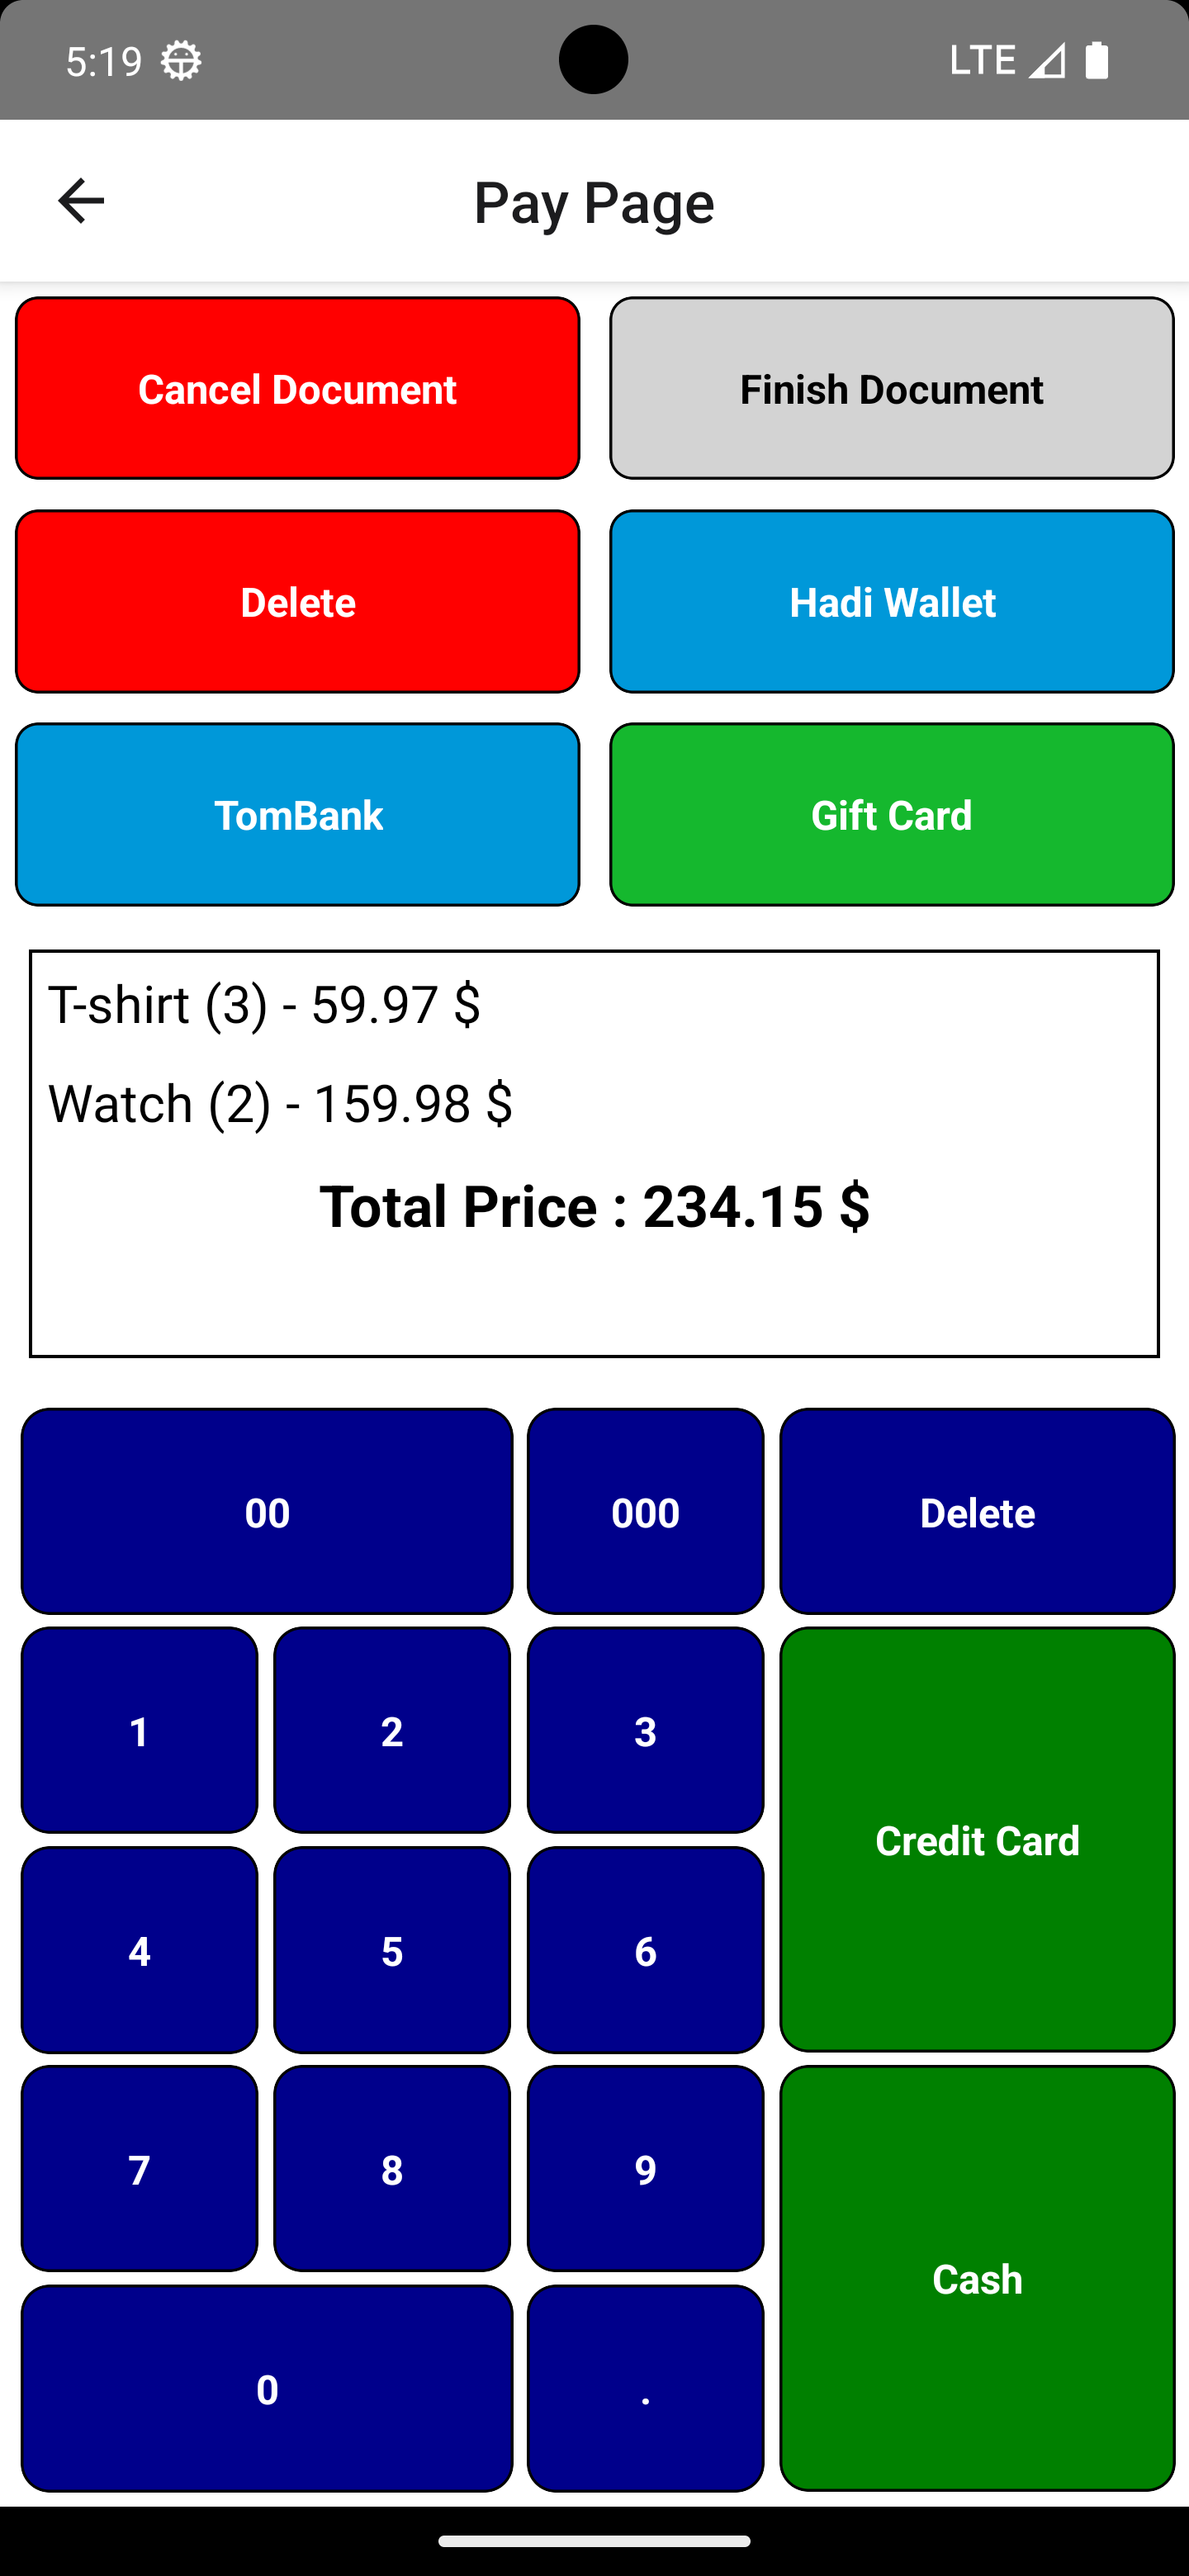 5:19 LTE
Pay Page
Cancel Document
Finish Document
Delete
Hadi Wallet
TomBank
Gift Card
T-shirt (3) - 59.97 $
Watch (2) - 159.98 $
Total Price : 234.15 $
00
000
Delete
1
2
3
Credit Card
4
5
6
7
8
9
Cash
0
.